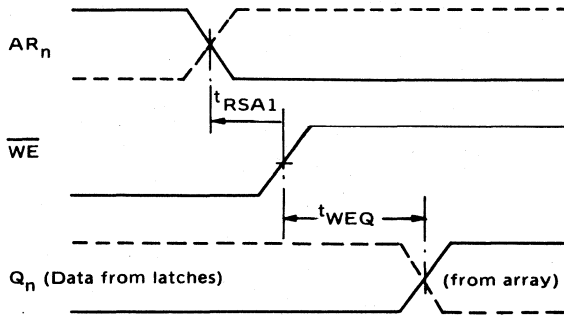 ARn
tRSA1
WE
tWEQ
Qn (Data from latches)
(from array)